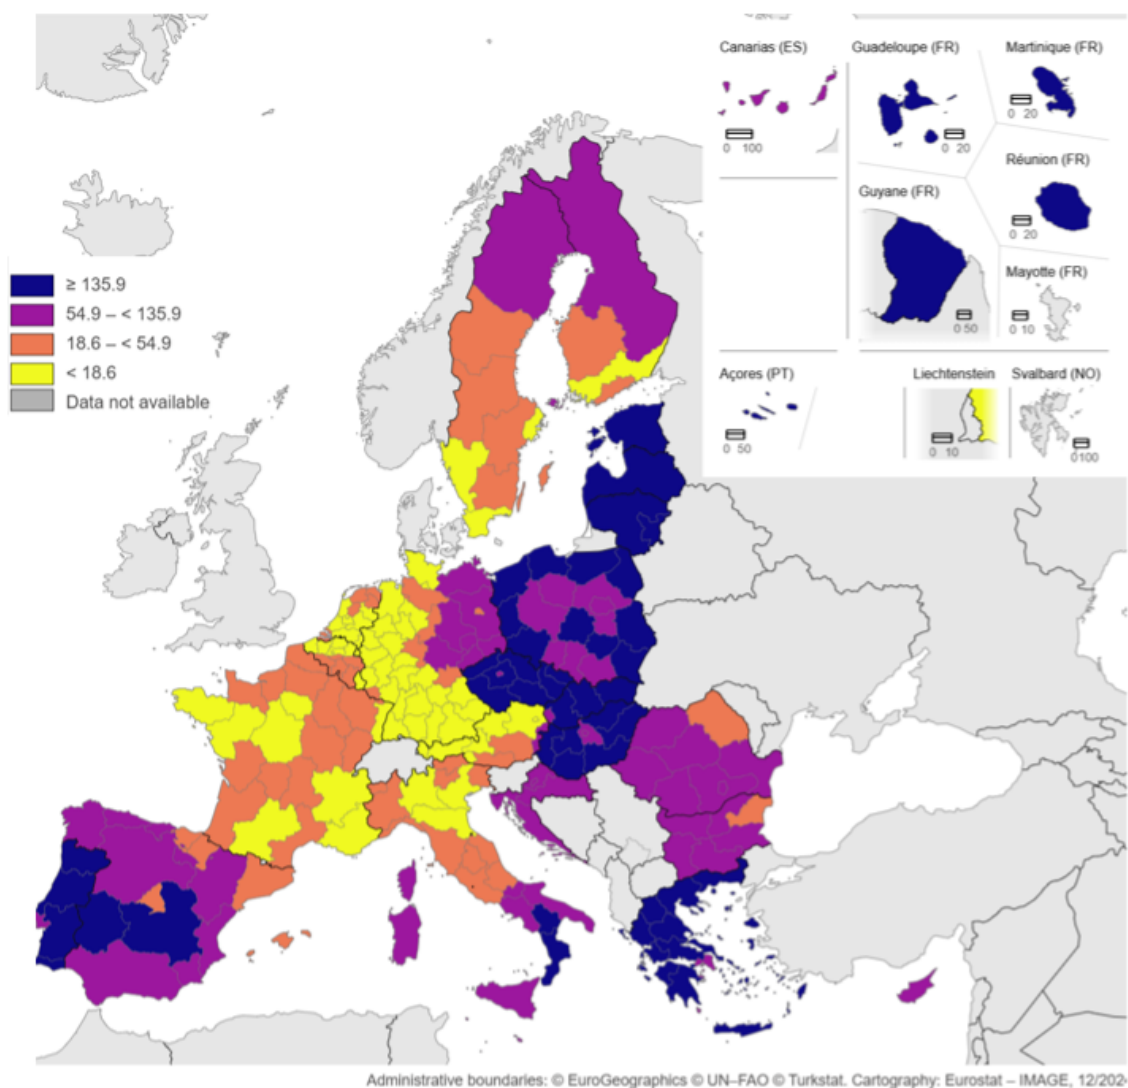 Canarias (ES)
0 100
Guadeloupe (FR)
0 20
Martinique (FR)
0 20
Réunion (FR)
0 20
Guyane (FR)
0 50
Mayotte (FR)
0 10
Açores (PT)
0 50
Liechtenstein
0 10
Svalbard (NO)
0100
≥ 135.9
54.9 – < 135.9
18.6 – < 54.9
< 18.6
Data not available
Administrative boundaries: © EuroGeographics © UN–FAO © Turkstat. Cartography: Eurostat – IMAGE, 12/202